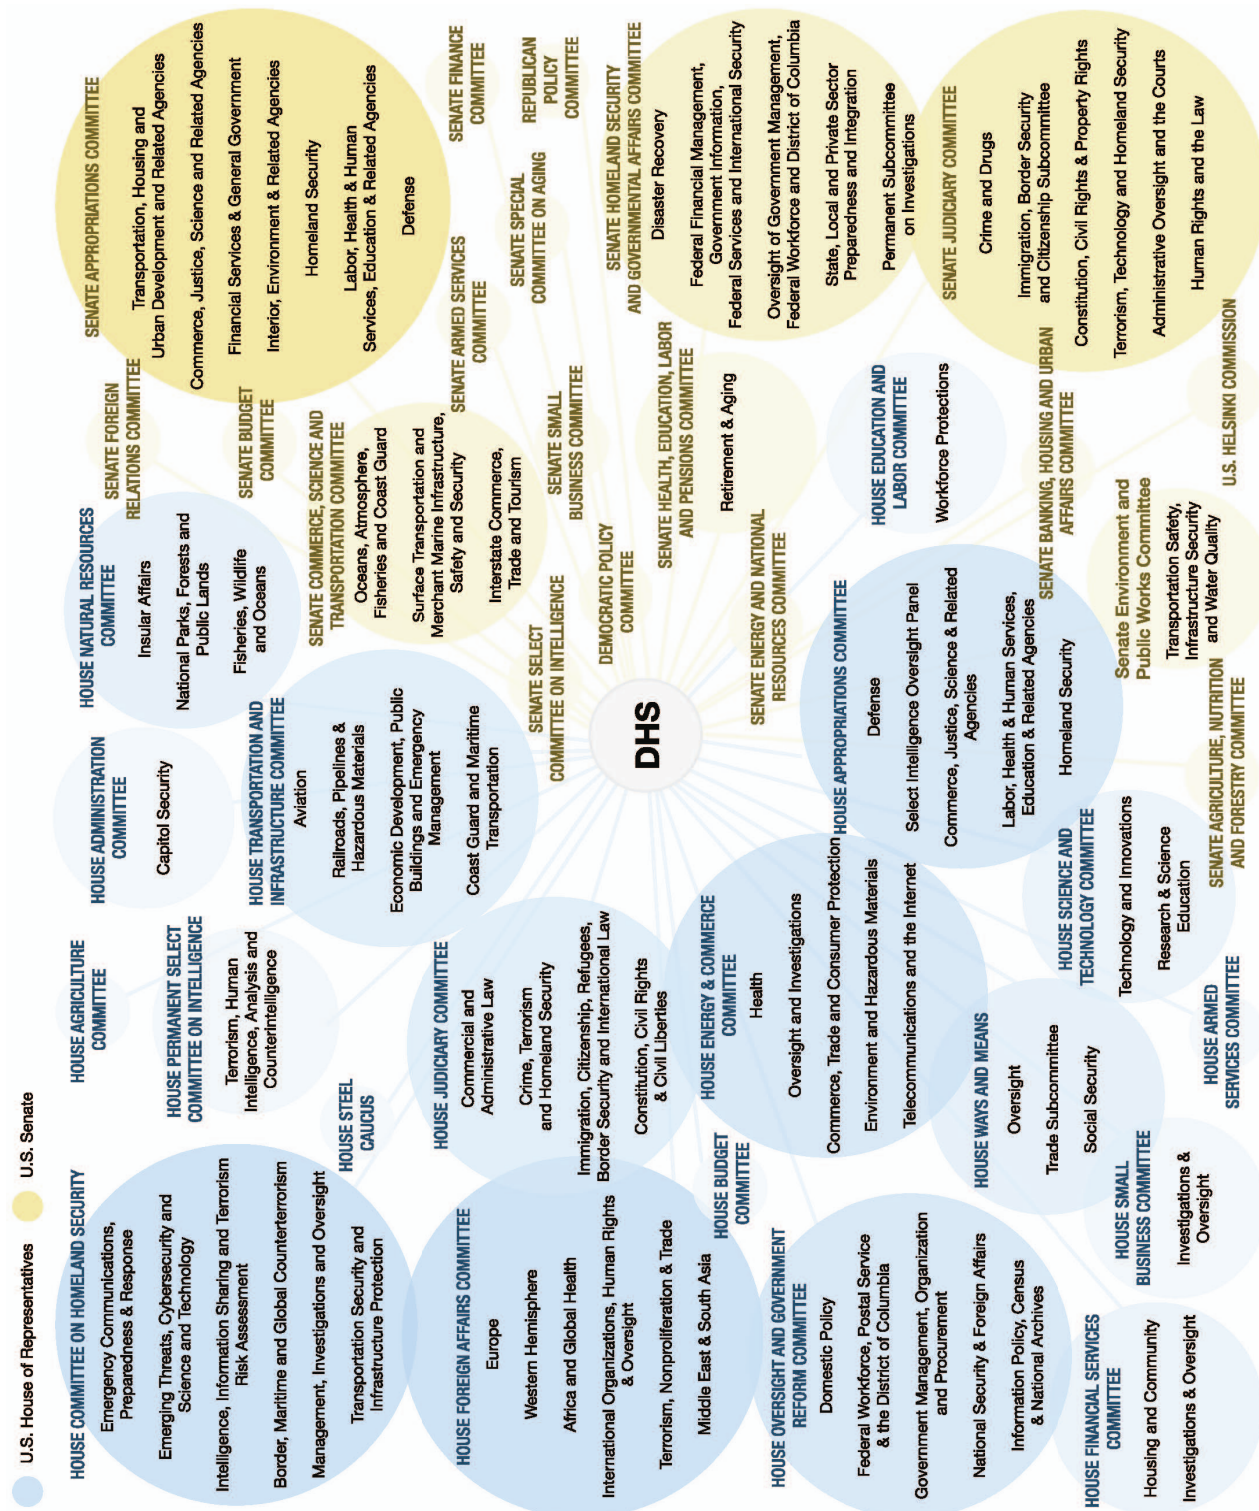 U.S. House of Representatives
U.S. Senate
HOUSE COMMITTEE ON HOMELAND SECURITY
Emergency Communications,
Preparedness & Response
Emerging Threats, Cybersecurity and
Science and Technology
Intelligence, Information Sharing and Terrorism
Risk Assessment
Border, Maritime and Global Counterterrorism
Management, Investigations and Oversight
Transportation Security and
Infrastructure Protection
HOUSE AGRICULTURE
COMMITTEE
HOUSE PERMANENT SELECT
COMMITTEE ON INTELLIGENCE
Terrorism, Human
Intelligence, Analysis and
Counterintelligence
HOUSE STEEL
CAUCUS
HOUSE ADMINISTRATION
COMMITTEE
Capitol Security
HOUSE TRANSPORTATION AND
INFRASTRUCTURE COMMITTEE
Aviation
Railroads, Pipelines &
Hazardous Materials
Economic Development, Public
Buildings and Emergency
Management
Coast Guard and Maritime
Transportation
HOUSE NATURAL RESOURCES
COMMITTEE
Insular Affairs
National Parks, Forests and
Public Lands
Fisheries, Wildlife
and Oceans
SENATE FOREIGN
RELATIONS COMMITTEE
SENATE BUDGET
COMMITTEE
SENATE APPROPRIATIONS COMMITTEE
Transportation, Housing and
Urban Development and Related Agencies
Commerce, Justice, Science and Related Agencies
Financial Services & General Government
Interior, Environment & Related Agencies
Homeland Security
Labor, Health & Human
Services, Education & Related Agencies
Defense
SENATE COMMERCE, SCIENCE AND
TRANSPORTATION COMMITTEE
Oceans, Atmosphere,
Fisheries and Coast Guard
Surface Transportation and
Merchant Marine Infrastructure,
Safety and Security
Interstate Commerce,
Trade and Tourism
SENATE ARMED SERVICES
COMMITTEE
SENATE FINANCE
COMMITTEE
SENATE SPECIAL
COMMITTEE ON AGING
REPUBLICAN
POLICY
COMMITTEE
SENATE SELECT
COMMITTEE ON INTELLIGENCE
SENATE SMALL
BUSINESS COMMITTEE
DEMOCRATIC POLICY
COMMITTEE
SENATE HOMELAND SECURITY
AND GOVERNMENTAL AFFAIRS COMMITTEE
Disaster Recovery
Federal Financial Management,
Government Information,
Federal Services and International Security
Oversight of Government Management,
Federal Workforce and District of Columbia
State, Local and Private Sector
Preparedness and Integration
Permanent Subcommittee
on Investigations
HOUSE JUDICIARY COMMITTEE
Commercial and
Administrative Law
Crime, Terrorism
and Homeland Security
Immigration, Citizenship, Refugees,
Border Security and International Law
Constitution, Civil Rights
& Civil Liberties
DHS
SENATE HEALTH, EDUCATION, LABOR
AND PENSIONS COMMITTEE
Retirement & Aging
SENATE ENERGY AND NATIONAL
RESOURCES COMMITTEE
HOUSE FOREIGN AFFAIRS COMMITTEE
Europe
Western Hemisphere
Africa and Global Health
International Organizations, Human Rights
& Oversight
Terrorism, Nonproliferation & Trade
Middle East & South Asia
HOUSE BUDGET
COMMITTEE
HOUSE ENERGY & COMMERCE
COMMITTEE
Health
Oversight and Investigations
Commerce, Trade and Consumer Protection
Environment and Hazardous Materials
Telecommunications and the Internet
HOUSE APPROPRIATIONS COMMITTEE
Defense
Select Intelligence Oversight Panel
Commerce, Justice, Science & Related
Agencies
Labor, Health & Human Services,
Education & Related Agencies
Homeland Security
HOUSE EDUCATION AND
LABOR COMMITTEE
Workforce Protections
SENATE JUDICIARY COMMITTEE
Crime and Drugs
Immigration, Border Security
and Citizenship Subcommittee
Constitution, Civil Rights & Property Rights
Terrorism, Technology and Homeland Security
Administrative Oversight and the Courts
Human Rights and the Law
HOUSE OVERSIGHT AND GOVERNMENT
REFORM COMMITTEE
Domestic Policy
Federal Workforce, Postal Service
& the District of Columbia
Government Management, Organization
and Procurement
National Security & Foreign Affairs
Information Policy, Census
& National Archives
HOUSE WAYS AND MEANS
Oversight
Trade Subcommittee
Social Security
HOUSE SCIENCE AND
TECHNOLOGY COMMITTEE
Technology and Innovations
Research & Science
Education
SENATE BANKING, HOUSING AND URBAN
AFFAIRS COMMITTEE
Senate Environment and
Public Works Committee
Transportation Safety,
Infrastructure Security
and Water Quality
HOUSE FINANCIAL SERVICES
COMMITTEE
Housing and Community
Investigations & Oversight
HOUSE SMALL
BUSINESS COMMITTEE
Investigations &
Oversight
HOUSE ARMED
SERVICES COMMITTEE
SENATE AGRICULTURE, NUTRITION
AND FORESTRY COMMITTEE
U.S. HELSINKI COMMISSION